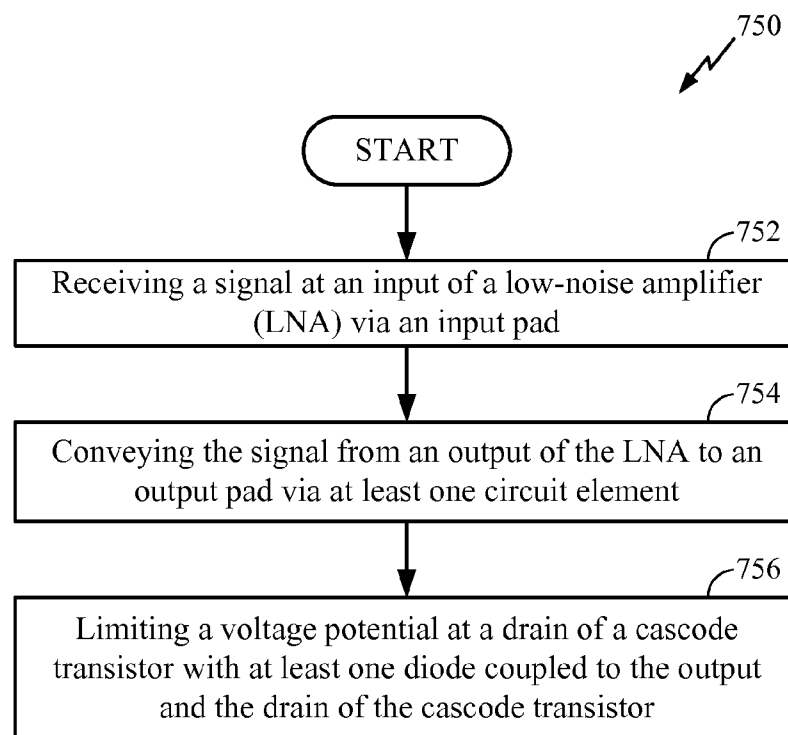 750
START
752
Receiving a signal at an input of a low-noise amplifier
(LNA) via an input pad
754
Conveying the signal from an output of the LNA to an
output pad via at least one circuit element
756
Limiting a voltage potential at a drain of a cascode
transistor with at least one diode coupled to the output
and the drain of the cascode transistor